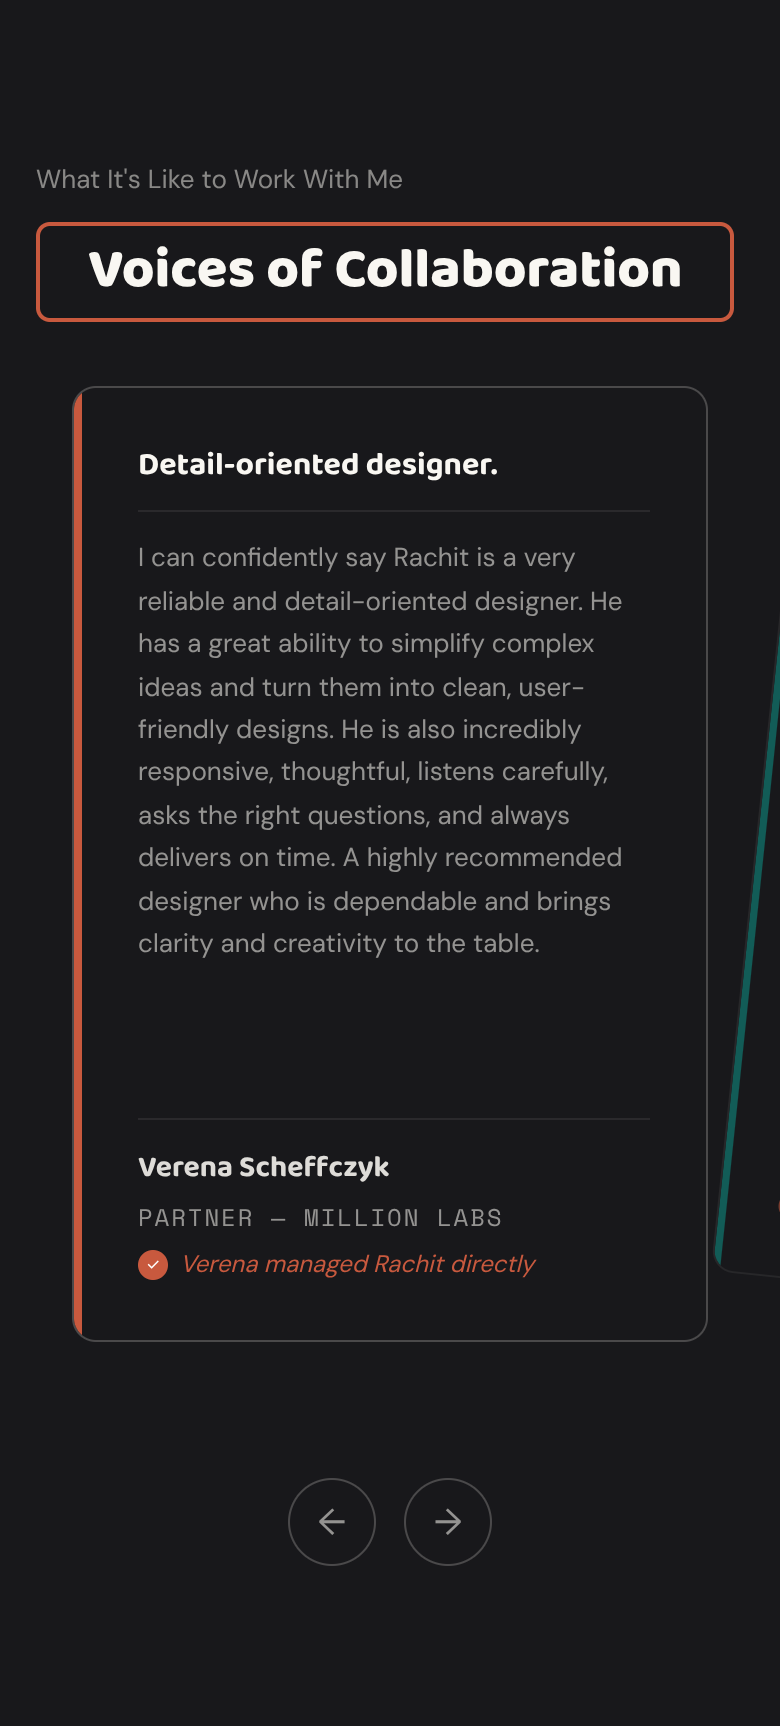 What It's Like to Work With Me
Voices of Collaboration
Detail-oriented designer.
I can confidently say Rachit is a very
reliable and detail-oriented designer. He
has a great ability to simplify complex
ideas and turn them into clean, user-
friendly designs. He is also incredibly
responsive, thoughtful, listens carefully,
asks the right questions, and always
delivers on time. A highly recommended
designer who is dependable and brings
clarity and creativity to the table.
Verena Scheffczyk
PARTNER — MILLION LABS
Verena managed Rachit directly